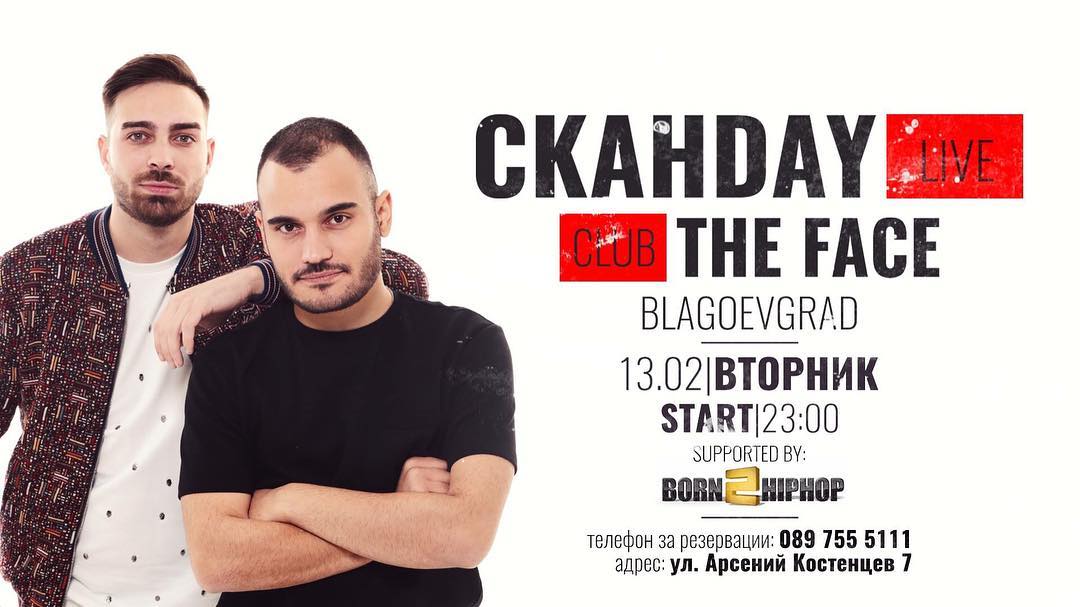 СКАНDAY LIVE
CLUB THE FACE
BLAGOEVGRAD
13.02|ВТОРНИК
START|23:00
SUPPORTED BY:
BORN2HIPHOP
телефон за резервации: 089 755 5111
адрес: ул. Арсений Костенцев 7